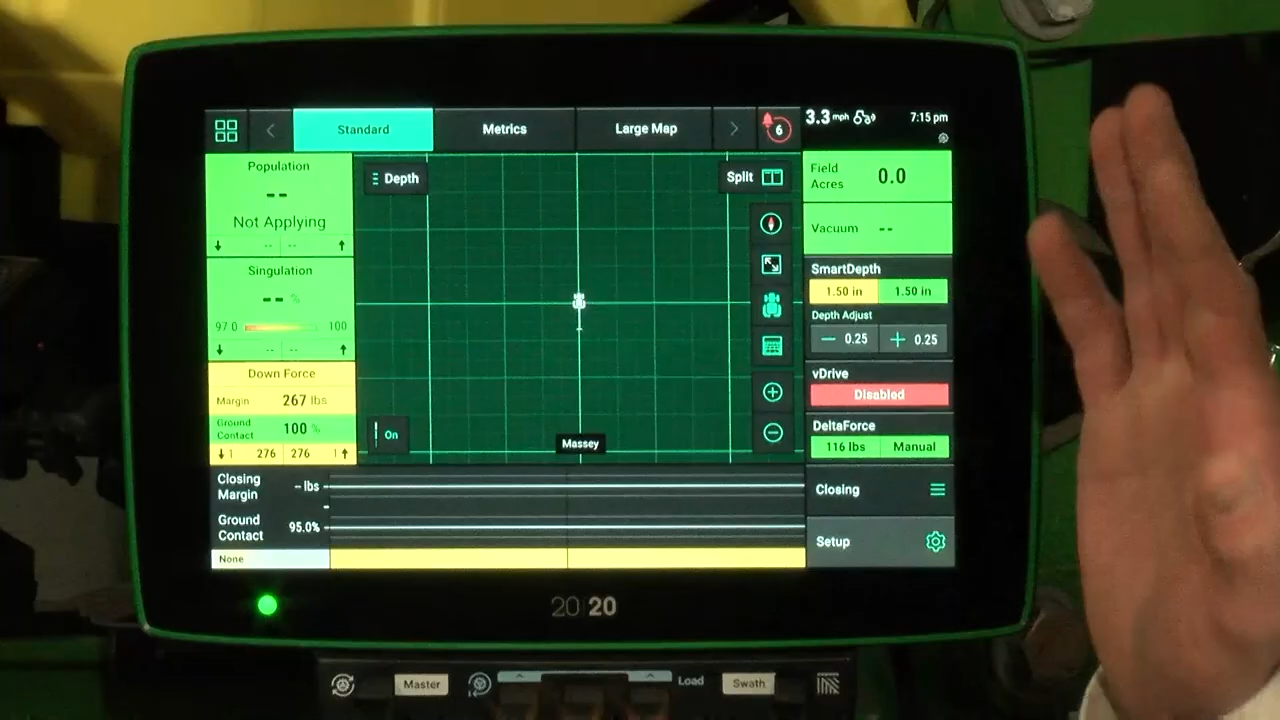 Standard
Metrics
Large Map
6
3.3 mph
7:15 pm
Population
--
Not Applying
-- --
Singulation
-- %
97.0 100
-- --
Down Force
Margin 267 lbs
Ground Contact 100 %
1 276 276 1
Depth
Split
On
Massey
Field Acres 0.0
Vacuum --
SmartDepth
1.50 in 1.50 in
Depth Adjust
− 0.25 + 0.25
vDrive
Disabled
DeltaForce
116 lbs Manual
Closing
Setup
Closing Margin – lbs
–
Ground Contact 95.0%
None
20|20
Master
Load
Swath